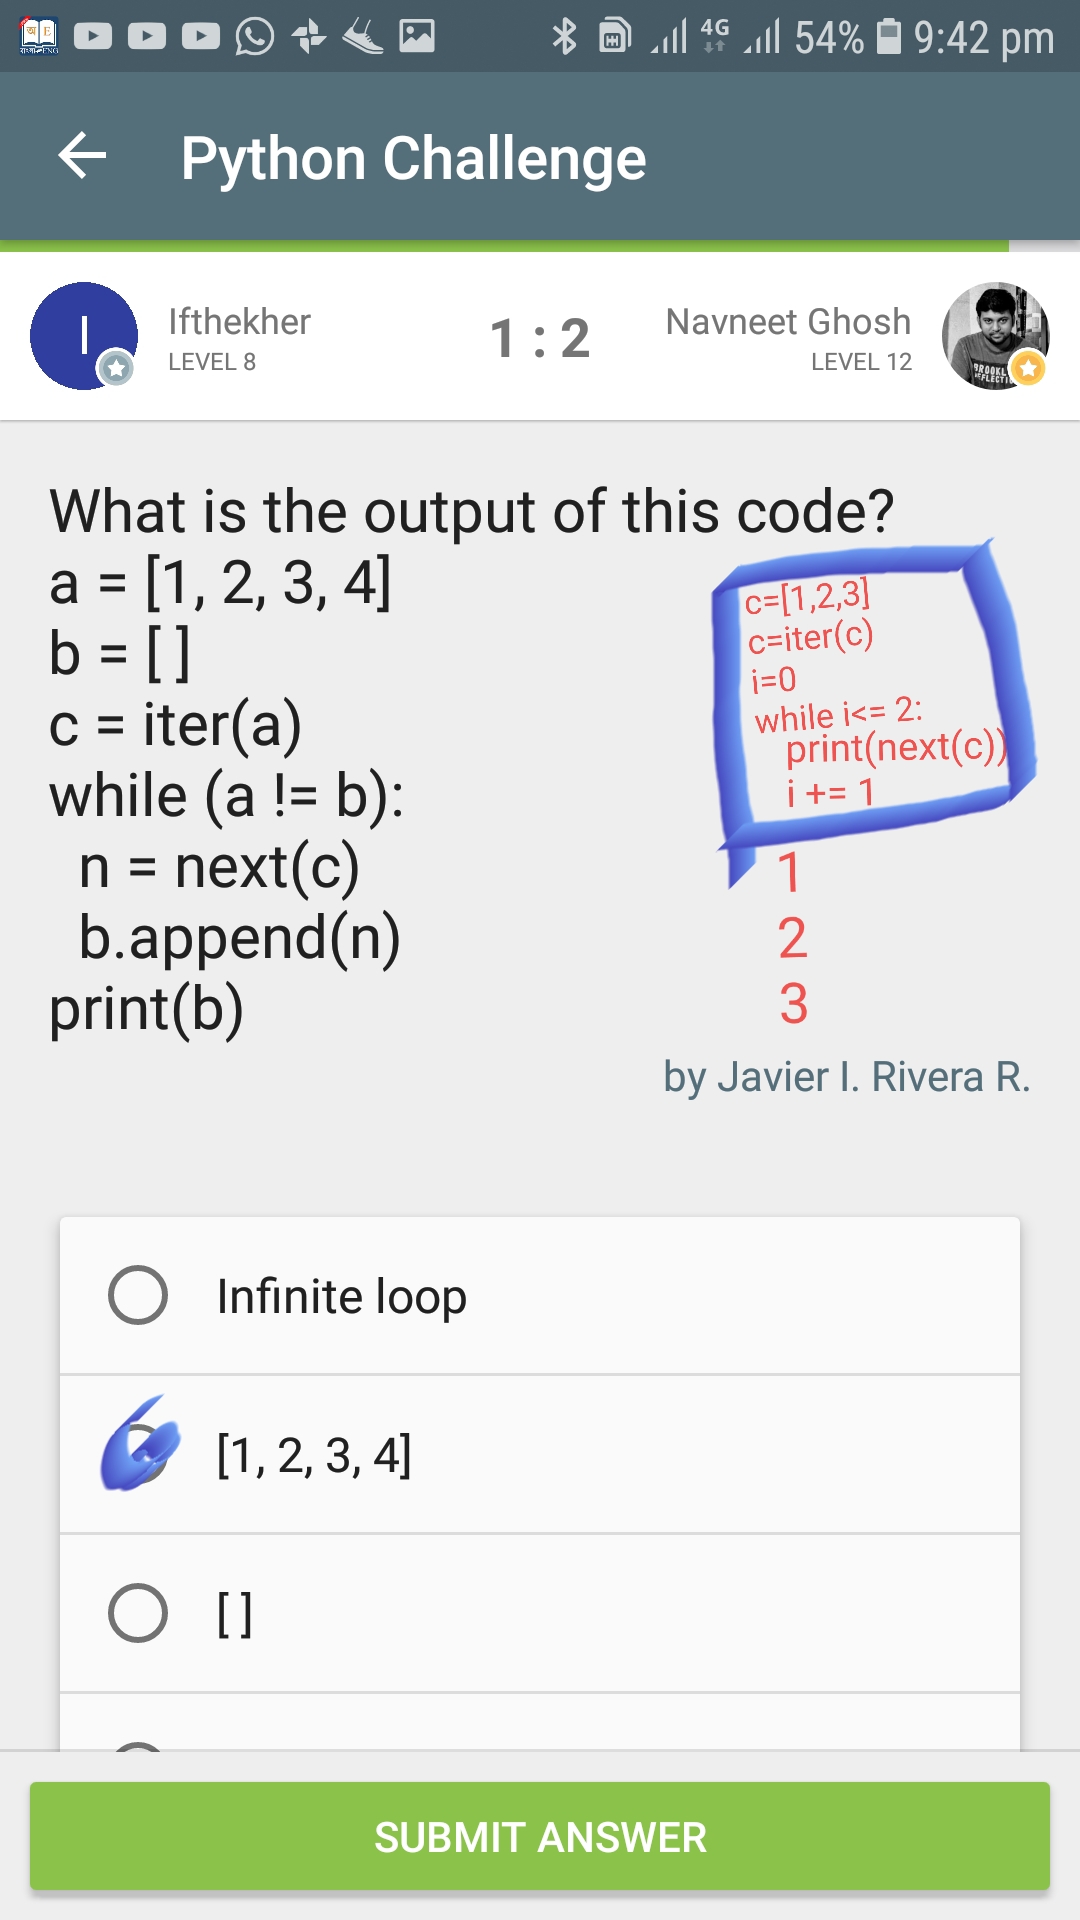 54% 9:42 pm
4G
Python Challenge
I
Ifthekher
LEVEL 8
1 : 2
Navneet Ghosh
LEVEL 12
What is the output of this code?
a = [1, 2, 3, 4]
b = [ ]
c = iter(a)
while (a != b):
n = next(c)
b.append(n)
print(b)
c=[1,2,3]
c=iter(c)
i=0
while i<= 2:
print(next(c))
i += 1
1
2
3
by Javier I. Rivera R.
Infinite loop
[1, 2, 3, 4]
[ ]
SUBMIT ANSWER